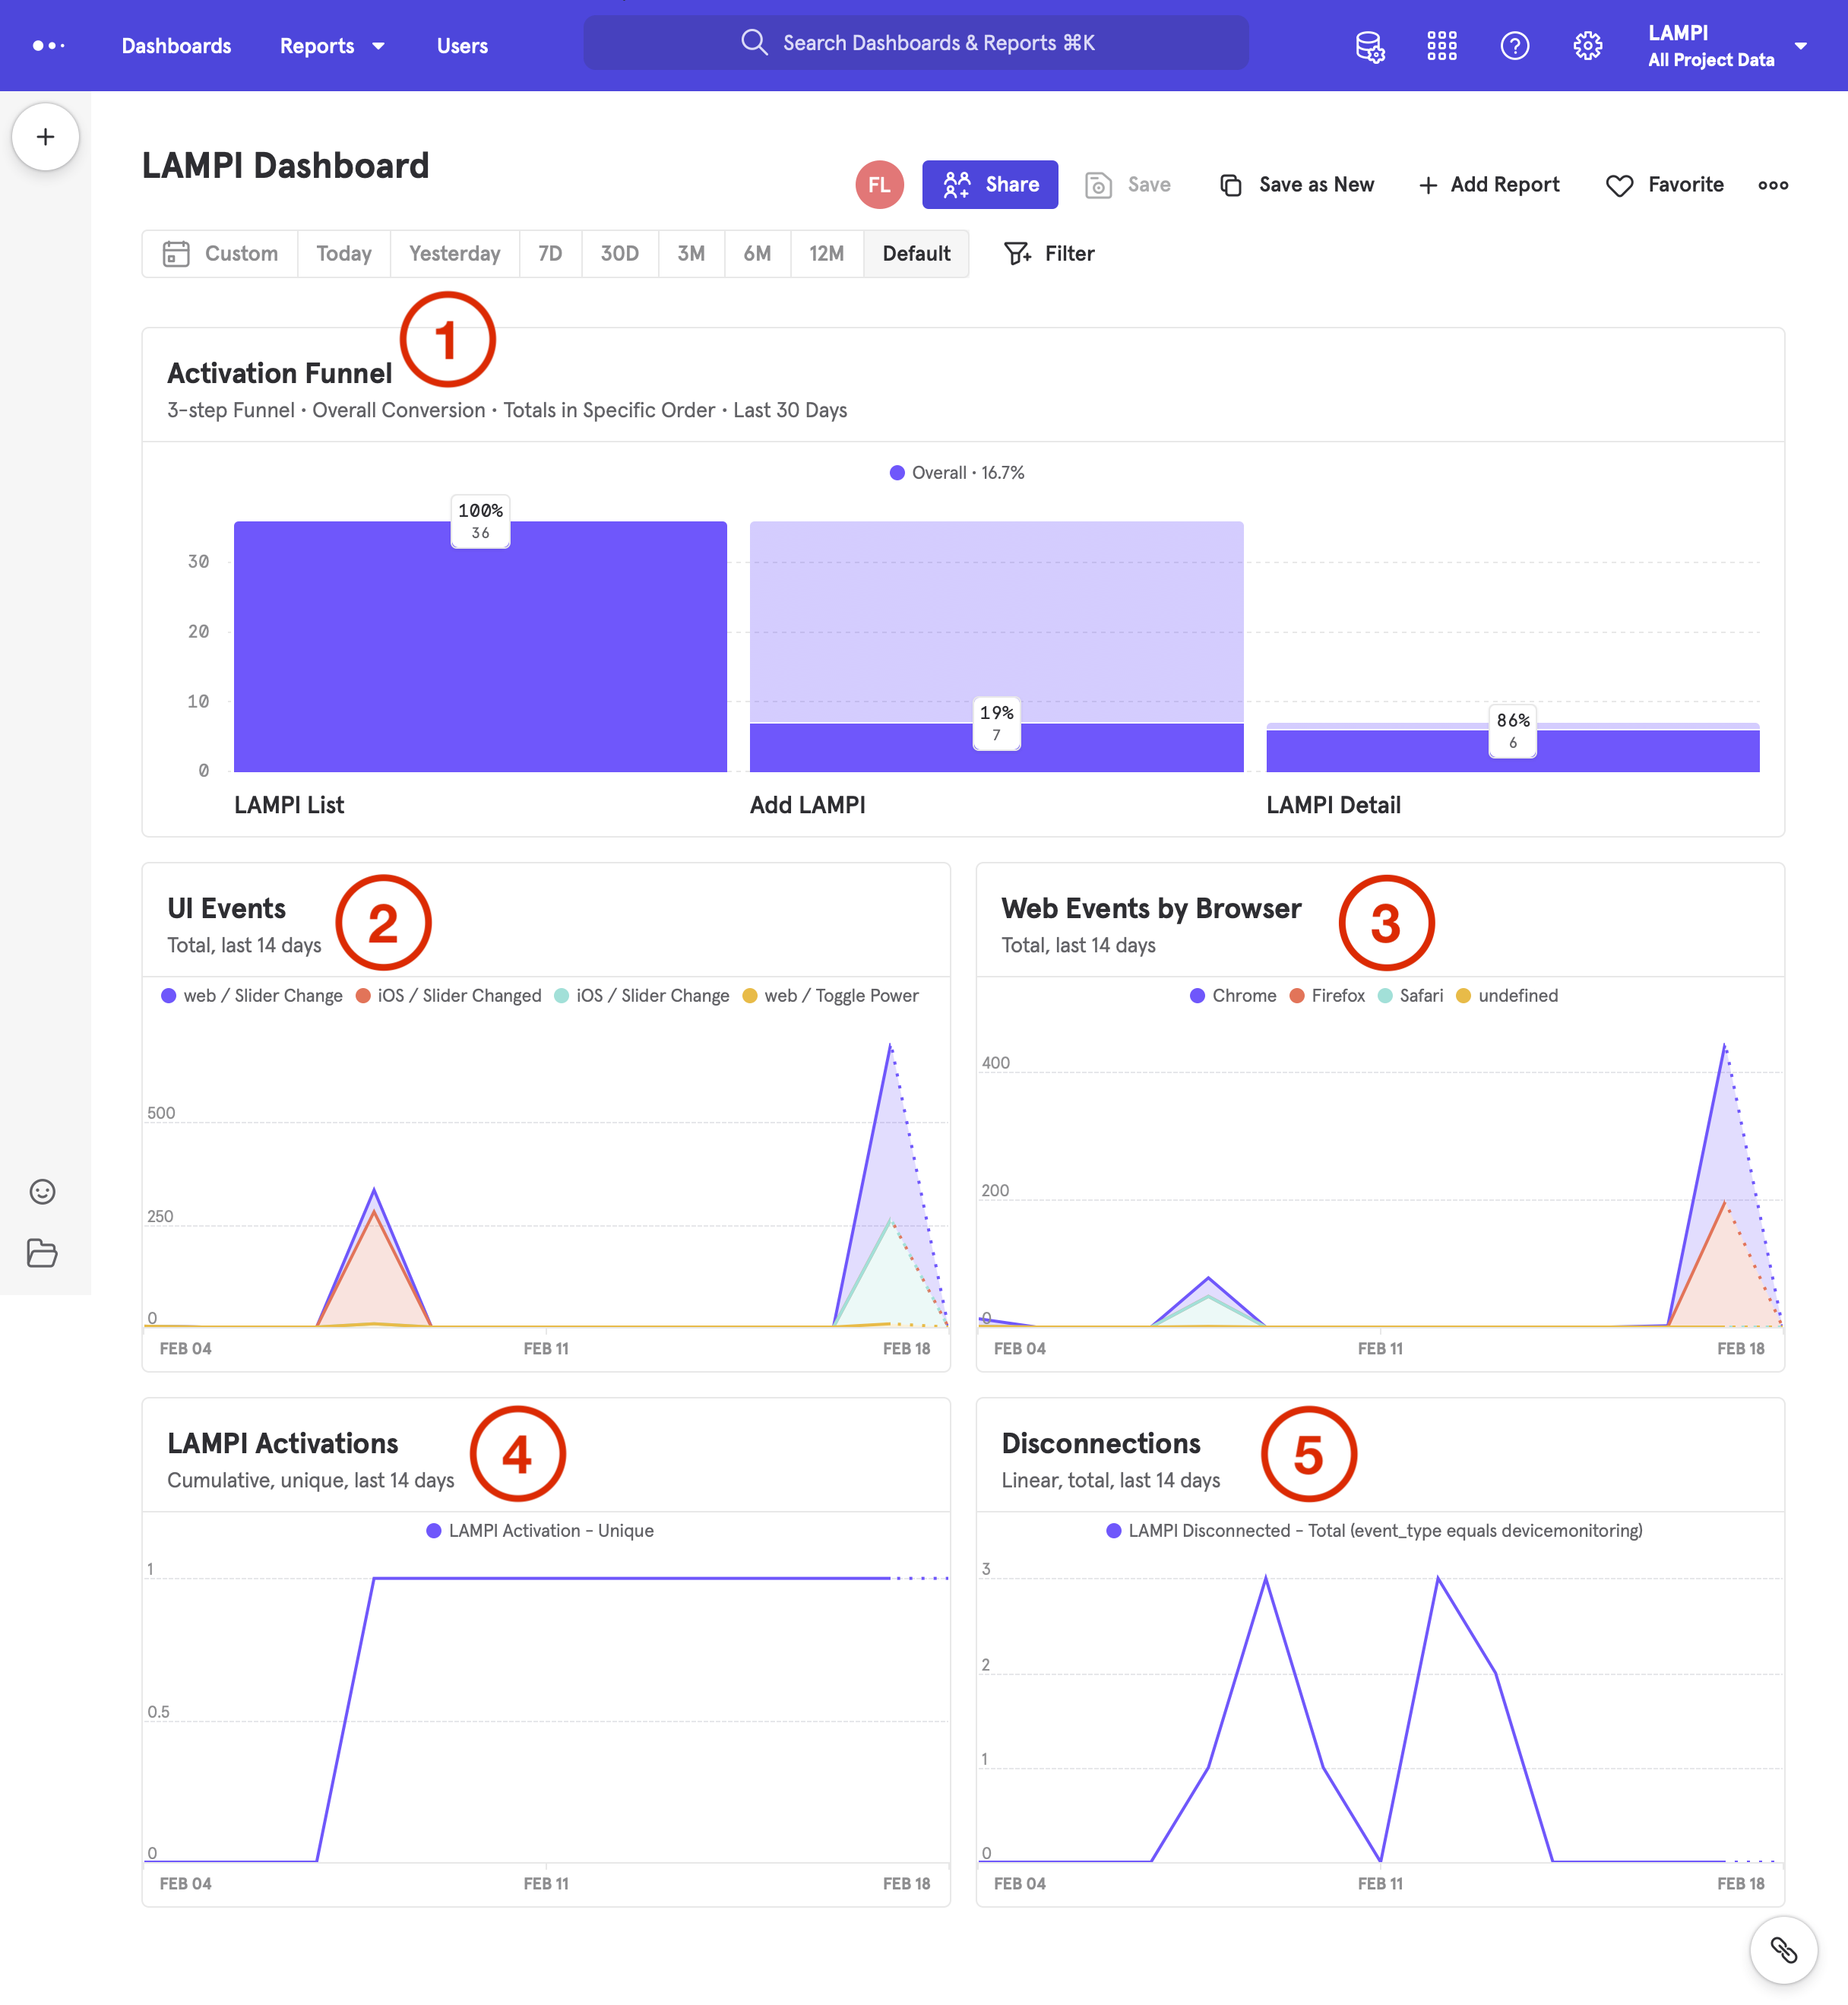 Dashboards Reports Users Search Dashboards & Reports ⌘K LAMPI
All Project Data
+
LAMPI Dashboard
FL Share Save Save as New + Add Report Favorite
Custom Today Yesterday 7D 30D 3M 6M 12M Default Filter
1
Activation Funnel
3-step Funnel • Overall Conversion • Totals in Specific Order • Last 30 Days
Overall • 16.7%
100%
36
30
20
10
19%
7
86%
6
0
LAMPI List Add LAMPI LAMPI Detail
UI Events
2
Total, last 14 days
web / Slider Change iOS / Slider Changed iOS / Slider Change web / Toggle Power
500
250
0
FEB 04 FEB 11 FEB 18
Web Events by Browser
3
Total, last 14 days
Chrome Firefox Safari undefined
400
200
0
FEB 04 FEB 11 FEB 18
LAMPI Activations
4
Cumulative, unique, last 14 days
LAMPI Activation - Unique
1
0.5
0
FEB 04 FEB 11 FEB 18
Disconnections
5
Linear, total, last 14 days
LAMPI Disconnected - Total (event_type equals devicemonitoring)
3
2
1
0
FEB 04 FEB 11 FEB 18